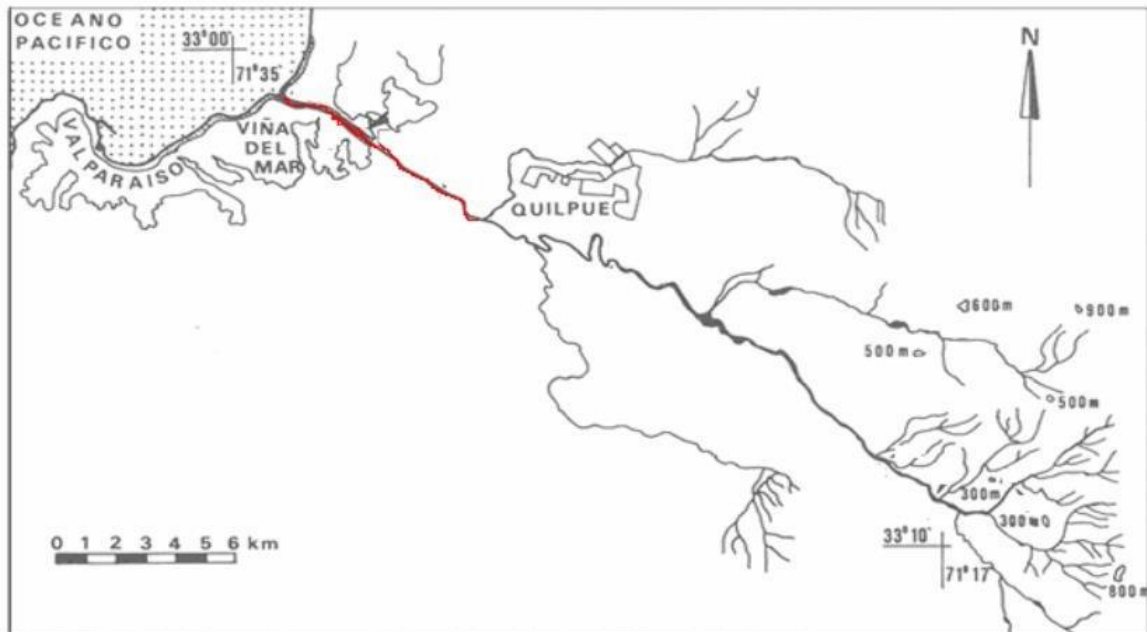 OCEANO
PACIFICO
33°00'
71°35'
N
VALPARAISO
VIÑA
DEL
MAR
QUILPUE
600m
900m
500m
500m
300m
300m
33°10'
71°17'
800m
0 1 2 3 4 5 6 km